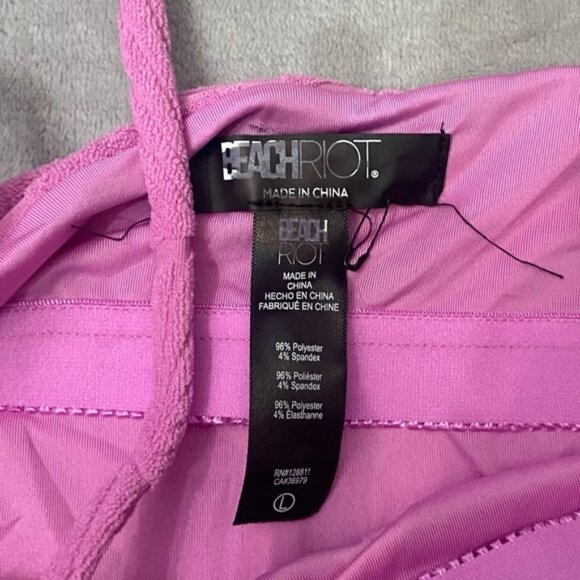 BEACHRIOT®
MADE IN CHINA
BEACH
RIOT
MADE IN
CHINA
HECHO EN CHINA
FABRIQUÉ EN CHINE
96% Polyester
4% Spandex
96% Poliéster
4% Spandex
96% Polyester
4% Élasthanne
RN#128811
CA#36979
L